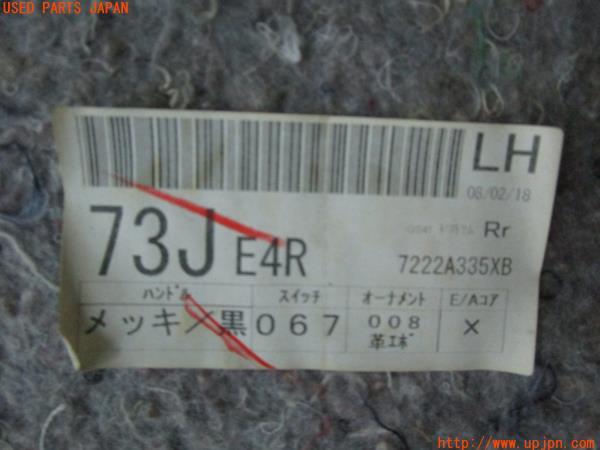 USED PARTS JAPAN
LH
08/02/18
73J E4R
Rr
7222A335XB
ハンドル スイッチ オーナメント E/Aコア
メッキ/黒 067 008 ×
革エボ
http://www.upjpn.com/